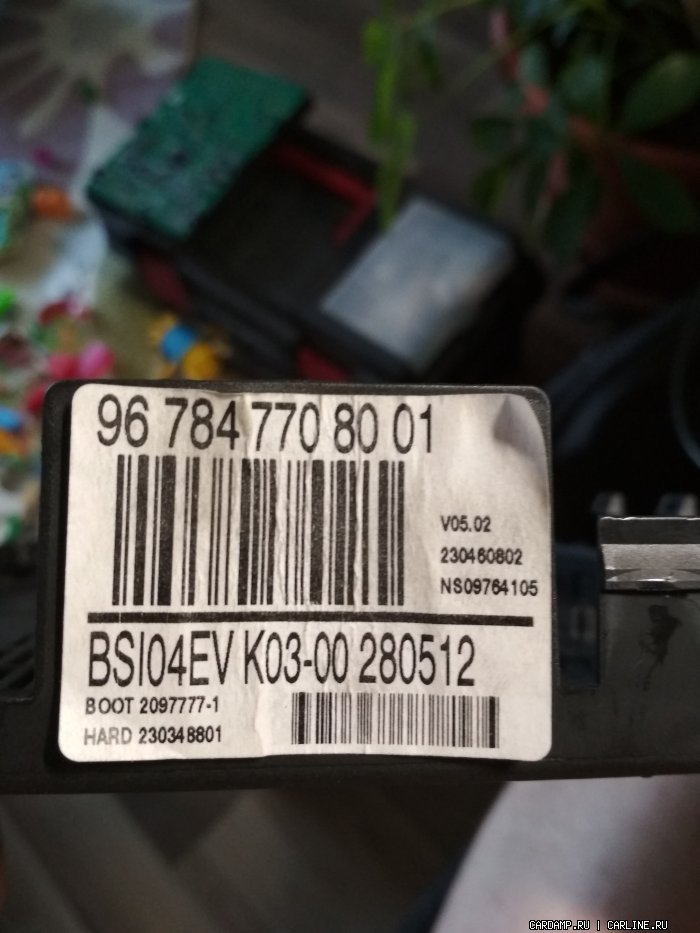 96 784 770 80 01
V05.02
230460802
NS09764105
BSI04EV K03-00 280512
BOOT 2097777-1
HARD 230348801
CARDAMP.RU | CARLINE.RU